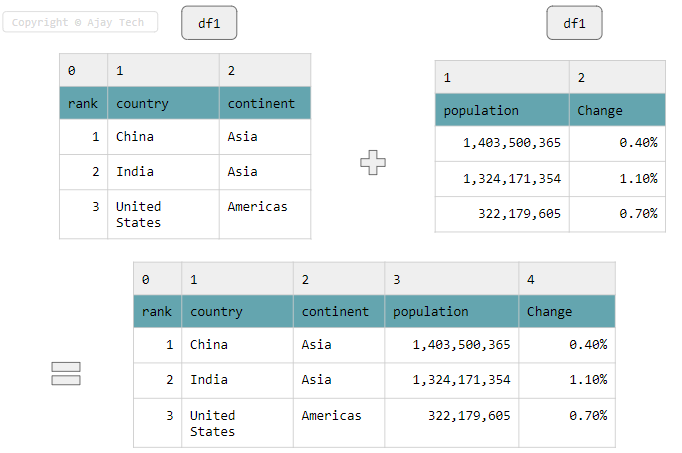 Copyright © Ajay Tech
df1
df1
0 1 2
rank country continent
1 China Asia
2 India Asia
3 United States Americas
1 2
population Change
1,403,500,365 0.40%
1,324,171,354 1.10%
322,179,605 0.70%
0 1 2 3 4
rank country continent population Change
1 China Asia 1,403,500,365 0.40%
2 India Asia 1,324,171,354 1.10%
3 United States Americas 322,179,605 0.70%